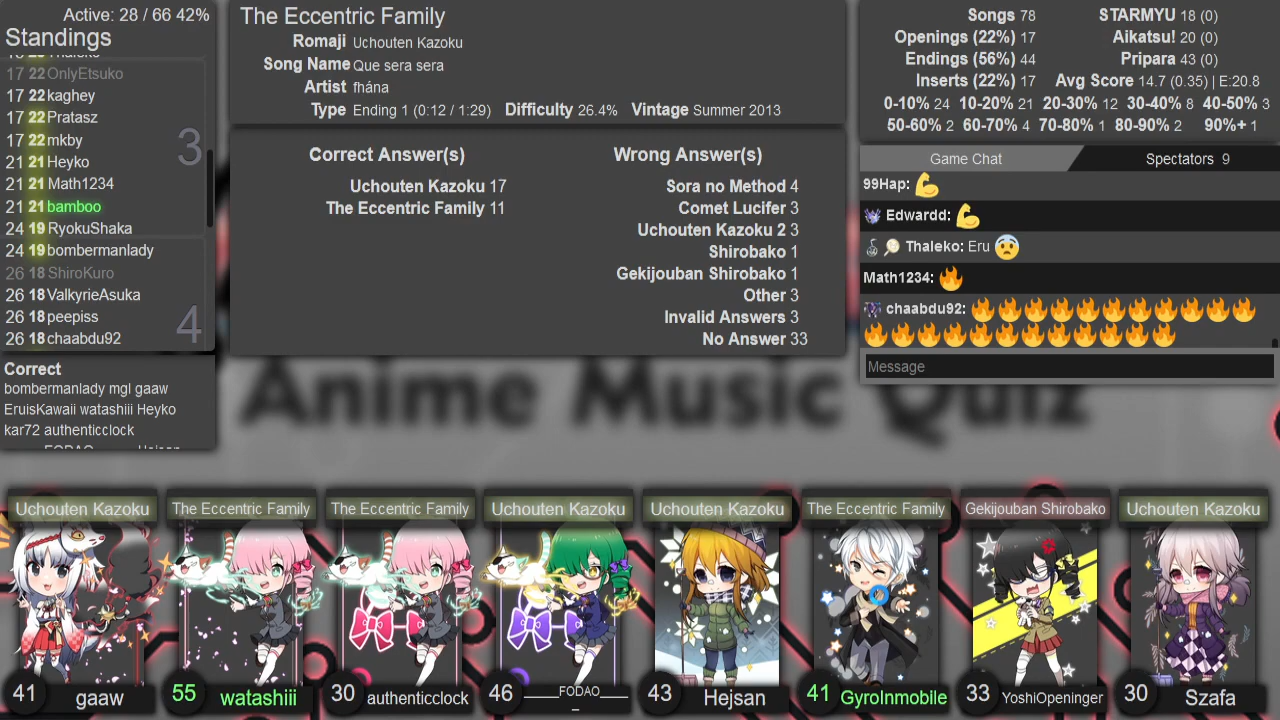 Active: 28 / 66 42%
Standings
17 22 OnlyEtsuko
17 22 kaghey
17 22 Pratasz
17 22 mkby
3
21 21 Heyko
21 21 Math1234
21 21 bamboo
24 19 RyokuShaka
24 19 bombermanlady
26 18 ShiroKuro
26 18 ValkyrieAsuka
26 18 peepiss
4
26 18 chaabdu92
Correct
bombermanlady mgl gaaw
EruisKawaii watashiii Heyko
kar72 authenticclock
The Eccentric Family
Romaji Uchouten Kazoku
Song Name Que sera sera
Artist fhána
Type Ending 1 (0:12 / 1:29) Difficulty 26.4% Vintage Summer 2013
Correct Answer(s)
Uchouten Kazoku 17
The Eccentric Family 11
Wrong Answer(s)
Sora no Method 4
Comet Lucifer 3
Uchouten Kazoku 2 3
Shirobako 1
Gekijouban Shirobako 1
Other 3
Invalid Answers 3
No Answer 33
Songs 78 STARMYU 18 (0)
Openings (22%) 17 Aikatsu! 20 (0)
Endings (56%) 44 Pripara 43 (0)
Inserts (22%) 17 Avg Score 14.7 (0.35) | E:20.8
0-10% 24 10-20% 21 20-30% 12 30-40% 8 40-50% 3
50-60% 2 60-70% 4 70-80% 1 80-90% 2 90%+ 1
Game Chat Spectators 9
99Hap: 💪
Edwardd: 💪
Thaleko: Eru 😨
Math1234: 🔥
chaabdu92: 🔥🔥🔥🔥🔥🔥🔥🔥🔥🔥🔥
🔥🔥🔥🔥🔥🔥🔥🔥🔥🔥🔥🔥
Message
Anime Music Quiz
Uchouten Kazoku The Eccentric Family The Eccentric Family Uchouten Kazoku Uchouten Kazoku The Eccentric Family Gekijouban Shirobako Uchouten Kazoku
41 gaaw 55 watashiii 30 authenticclock 46 _____FODAO____ 43 Hejsan 41 GyroInmobile 33 YoshiOpeninger 30 Szafa
_